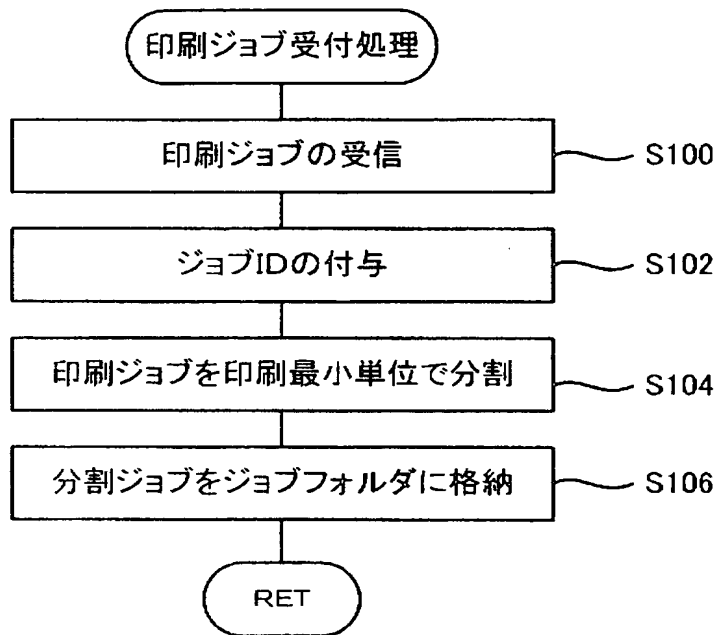 印刷ジョブ受付処理
印刷ジョブの受信
S100
ジョブIDの付与
S102
印刷ジョブを印刷最小単位で分割
S104
分割ジョブをジョブフォルダに格納
S106
RET